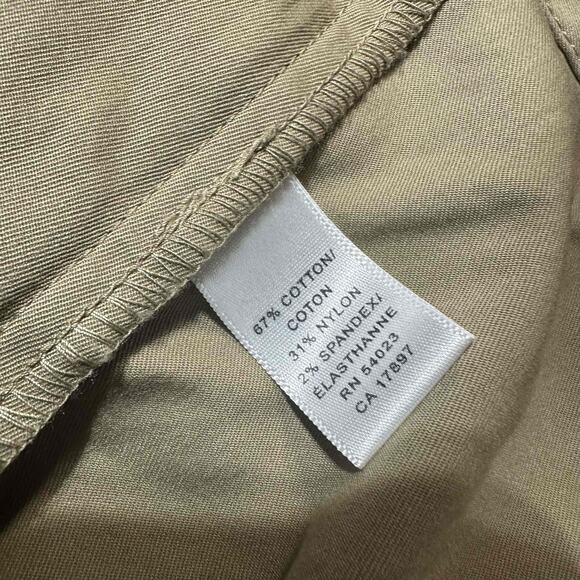 67% COTTON/
COTON
31% NYLON
2% SPANDEX/
ÉLASTHANNE
RN 54023
CA 17897